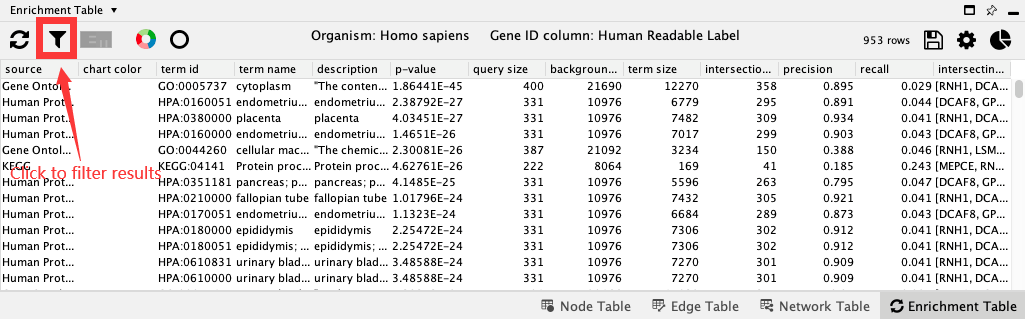 Enrichment Table
Em
Organism: Homo sapiens Gene ID column: Human Readable Label 953 rows
source chart color term id term name description p-value query size backgroun... term size intersectio... precision recall intersectin...
Gene Ontol... GO:0005737 cytoplasm "The conten... 1.86441E-45 400 21690 12270 358 0.895 0.029 [RNH1, DCA...
Human Prot... HPA:0160051 endometriu... endometriu... 3.83817E-27 331 10976 6779 295 0.891 0.044 [DCAF8, GP...
Human Prot... HPA:0380000 placenta placenta 4.03451E-27 331 10976 7482 309 0.934 0.041 [RNH1, DCA...
Human Prot... HPA:0160000 endometriu... endometriu... 1.4651E-26 331 10976 7017 299 0.903 0.043 [DCAF8, GP...
Gene Ontol... GO:0044260 cellular mac... "The chemic... 2.30081E-26 387 21092 3234 150 0.388 0.046 [RNH1, LSM...
KEGG KEGG:04141 Protein proc... Protein proc... 4.62761E-26 222 8064 169 41 0.185 0.243 [MEPCE, RN...
Click to filter results
Human Prot... HPA:0351181 pancreas; p... pancreas; p... 4.1485E-25 331 10976 5596 263 0.795 0.047 [DCAF8, GP...
Human Prot... HPA:0210000 fallopian tube fallopian tube 1.01796E-24 331 10976 7432 305 0.921 0.041 [RNH1, DCA...
Human Prot... HPA:0170051 endometriu... endometriu... 1.1323E-24 331 10976 6684 289 0.873 0.043 [DCAF8, GP...
Human Prot... HPA:0180000 epididymis epididymis 2.25472E-24 331 10976 7306 302 0.912 0.041 [RNH1, DCA...
Human Prot... HPA:0180051 epididymis; ... epididymis; ... 2.25472E-24 331 10976 7306 302 0.912 0.041 [RNH1, DCA...
Human Prot... HPA:0610831 urinary blad... urinary blad... 3.48588E-24 331 10976 7270 301 0.909 0.041 [RNH1, DCA...
Human Prot... HPA:0610000 urinary blad... urinary blad... 3.48588E-24 331 10976 7270 301 0.909 0.041 [RNH1, DCA...
Node Table Edge Table Network Table Enrichment Table